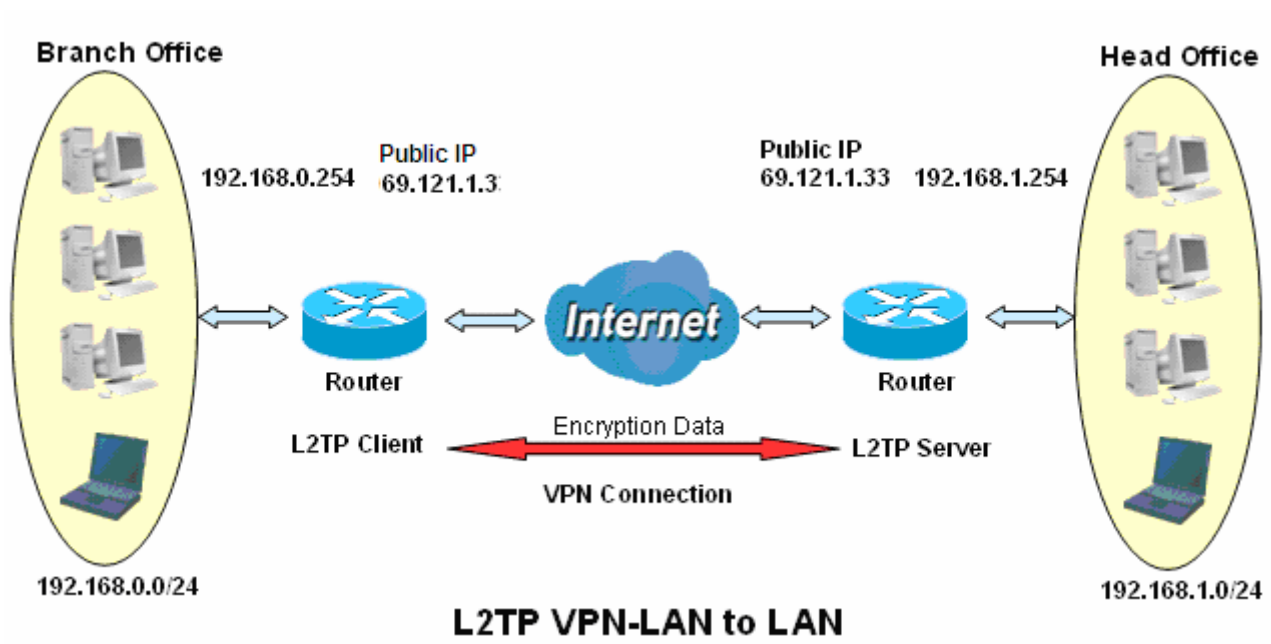 Branch Office
Head Office
Public IP
69.121.1.3
192.168.0.254
Public IP
69.121.1.33
192.168.1.254
Internet
Router
Router
L2TP Client
Encryption Data
L2TP Server
VPN Connection
192.168.0.0/24
192.168.1.0/24
L2TP VPN-LAN to LAN